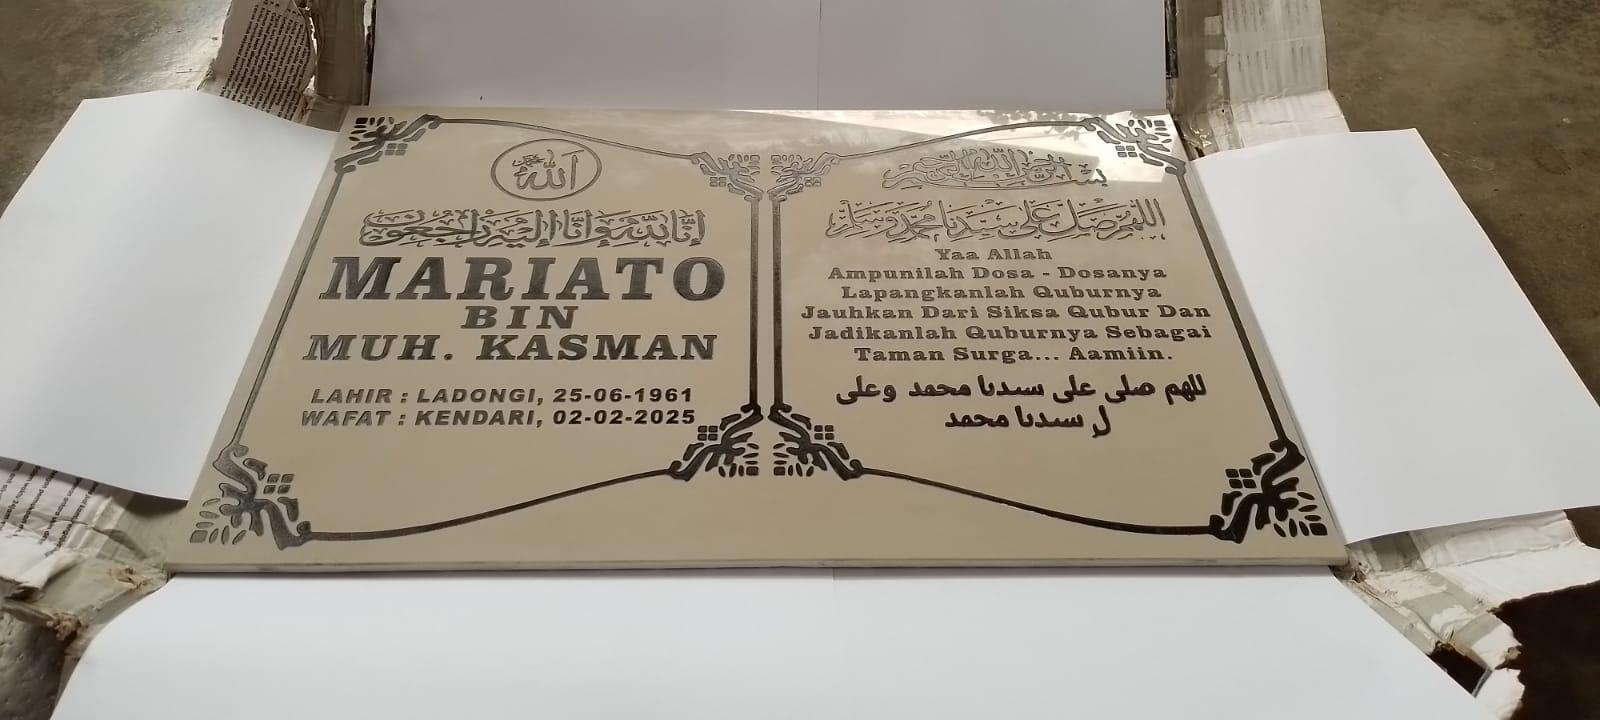 الله
إنا لله وإنا إليه راجعون
MARIATO
BIN
MUH. KASMAN
LAHIR : LADONGI, 25-06-1961
WAFAT : KENDARI, 02-02-2025
بسم الله الرحمن الرحيم
اللهم صل على سيدنا محمد وسلم
Yaa Allah
Ampunilah Dosa - Dosanya
Lapangkanlah Quburnya
Jauhkan Dari Siksa Qubur Dan
Jadikanlah Quburnya Sebagai
Taman Surga... Aamiin.
للهم صلى على سيدنا محمد وعلى
ل سيدنا محمد